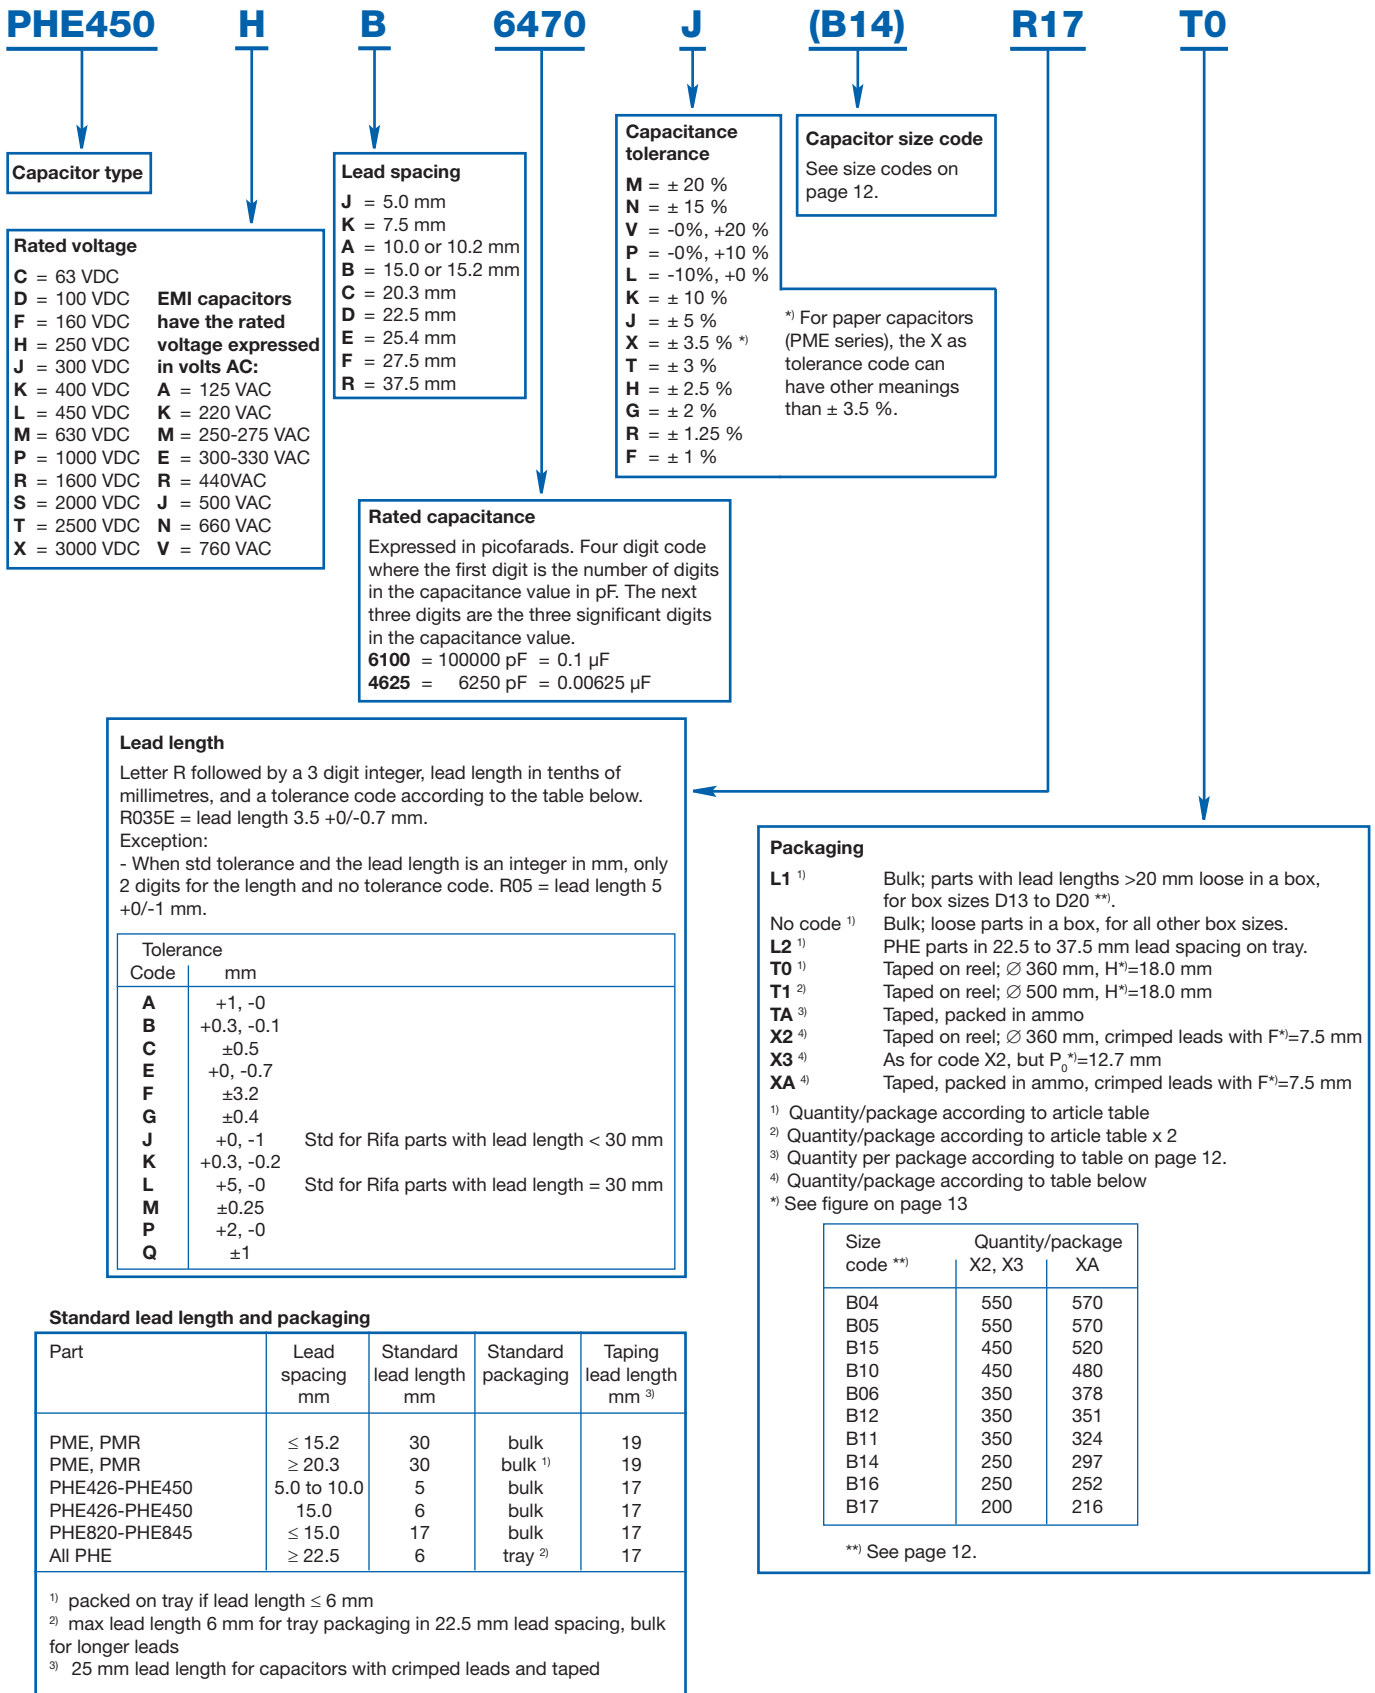 PHE450 H B 6470 J (B14) R17 T0
Capacitor type
Rated voltage
C = 63 VDC
D = 100 VDC
F = 160 VDC
H = 250 VDC
J = 300 VDC
K = 400 VDC
L = 450 VDC
M = 630 VDC
P = 1000 VDC
R = 1600 VDC
S = 2000 VDC
T = 2500 VDC
X = 3000 VDC
EMI capacitors
have the rated
voltage expressed
in volts AC:
A = 125 VAC
K = 220 VAC
M = 250-275 VAC
E = 300-330 VAC
R = 440VAC
J = 500 VAC
N = 660 VAC
V = 760 VAC
Lead spacing
J = 5.0 mm
K = 7.5 mm
A = 10.0 or 10.2 mm
B = 15.0 or 15.2 mm
C = 20.3 mm
D = 22.5 mm
E = 25.4 mm
F = 27.5 mm
R = 37.5 mm
Rated capacitance
Expressed in picofarads. Four digit code
where the first digit is the number of digits
in the capacitance value in pF. The next
three digits are the three significant digits
in the capacitance value.
6100 = 100000 pF = 0.1 µF
4625 = 6250 pF = 0.00625 µF
Capacitance
tolerance
M = ± 20 %
N = ± 15 %
V = -0%, +20 %
P = -0%, +10 %
L = -10%, +0 %
K = ± 10 %
J = ± 5 %
X = ± 3.5 % *)
T = ± 3 %
H = ± 2.5 %
G = ± 2 %
R = ± 1.25 %
F = ± 1 %
*) For paper capacitors
(PME series), the X as
tolerance code can
have other meanings
than ± 3.5 %.
Capacitor size code
See size codes on
page 12.
Lead length
Letter R followed by a 3 digit integer, lead length in tenths of
millimetres, and a tolerance code according to the table below.
R035E = lead length 3.5 +0/-0.7 mm.
Exception:
- When std tolerance and the lead length is an integer in mm, only
2 digits for the length and no tolerance code. R05 = lead length 5
+0/-1 mm.
Tolerance
Code mm
A +1, -0
B +0.3, -0.1
C ±0.5
E +0, -0.7
F ±3.2
G ±0.4
J +0, -1 Std for Rifa parts with lead length < 30 mm
K +0.3, -0.2
L +5, -0 Std for Rifa parts with lead length = 30 mm
M ±0.25
P +2, -0
Q ±1
Packaging
L1 1) Bulk; parts with lead lengths >20 mm loose in a box,
for box sizes D13 to D20 **).
No code 1) Bulk; loose parts in a box, for all other box sizes.
L2 1) PHE parts in 22.5 to 37.5 mm lead spacing on tray.
T0 1) Taped on reel; ∅ 360 mm, H*)=18.0 mm
T1 2) Taped on reel; ∅ 500 mm, H*)=18.0 mm
TA 3) Taped, packed in ammo
X2 4) Taped on reel; ∅ 360 mm, crimped leads with F*)=7.5 mm
X3 4) As for code X2, but P0*)=12.7 mm
XA 4) Taped, packed in ammo, crimped leads with F*)=7.5 mm
1) Quantity/package according to article table
2) Quantity/package according to article table x 2
3) Quantity per package according to table on page 12.
4) Quantity/package according to table below
*) See figure on page 13
Size Quantity/package
code **) X2, X3 XA
B04 550 570
B05 550 570
B15 450 520
B10 450 480
B06 350 378
B12 350 351
B11 350 324
B14 250 297
B16 250 252
B17 200 216
**) See page 12.
Standard lead length and packaging
Part Lead Standard Standard Taping
spacing lead length packaging lead length
mm mm mm 3)
PME, PMR ≤ 15.2 30 bulk 19
PME, PMR ≥ 20.3 30 bulk 1) 19
PHE426-PHE450 5.0 to 10.0 5 bulk 17
PHE426-PHE450 15.0 6 bulk 17
PHE820-PHE845 ≤ 15.0 17 bulk 17
All PHE ≥ 22.5 6 tray 2) 17
1) packed on tray if lead length ≤ 6 mm
2) max lead length 6 mm for tray packaging in 22.5 mm lead spacing, bulk
for longer leads
3) 25 mm lead length for capacitors with crimped leads and taped